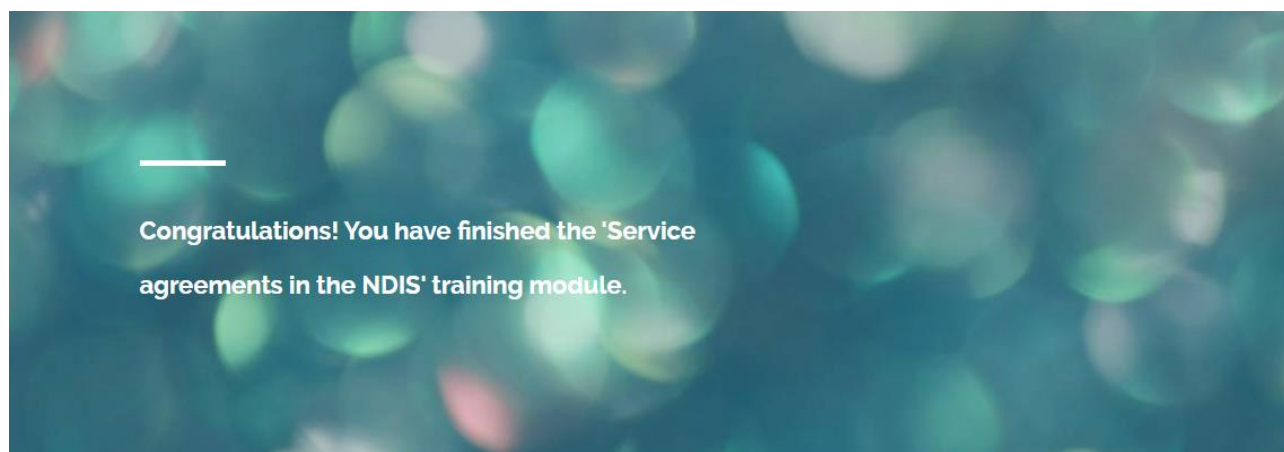 Congratulations! You have finished the 'Service
agreements in the NDIS' training module.